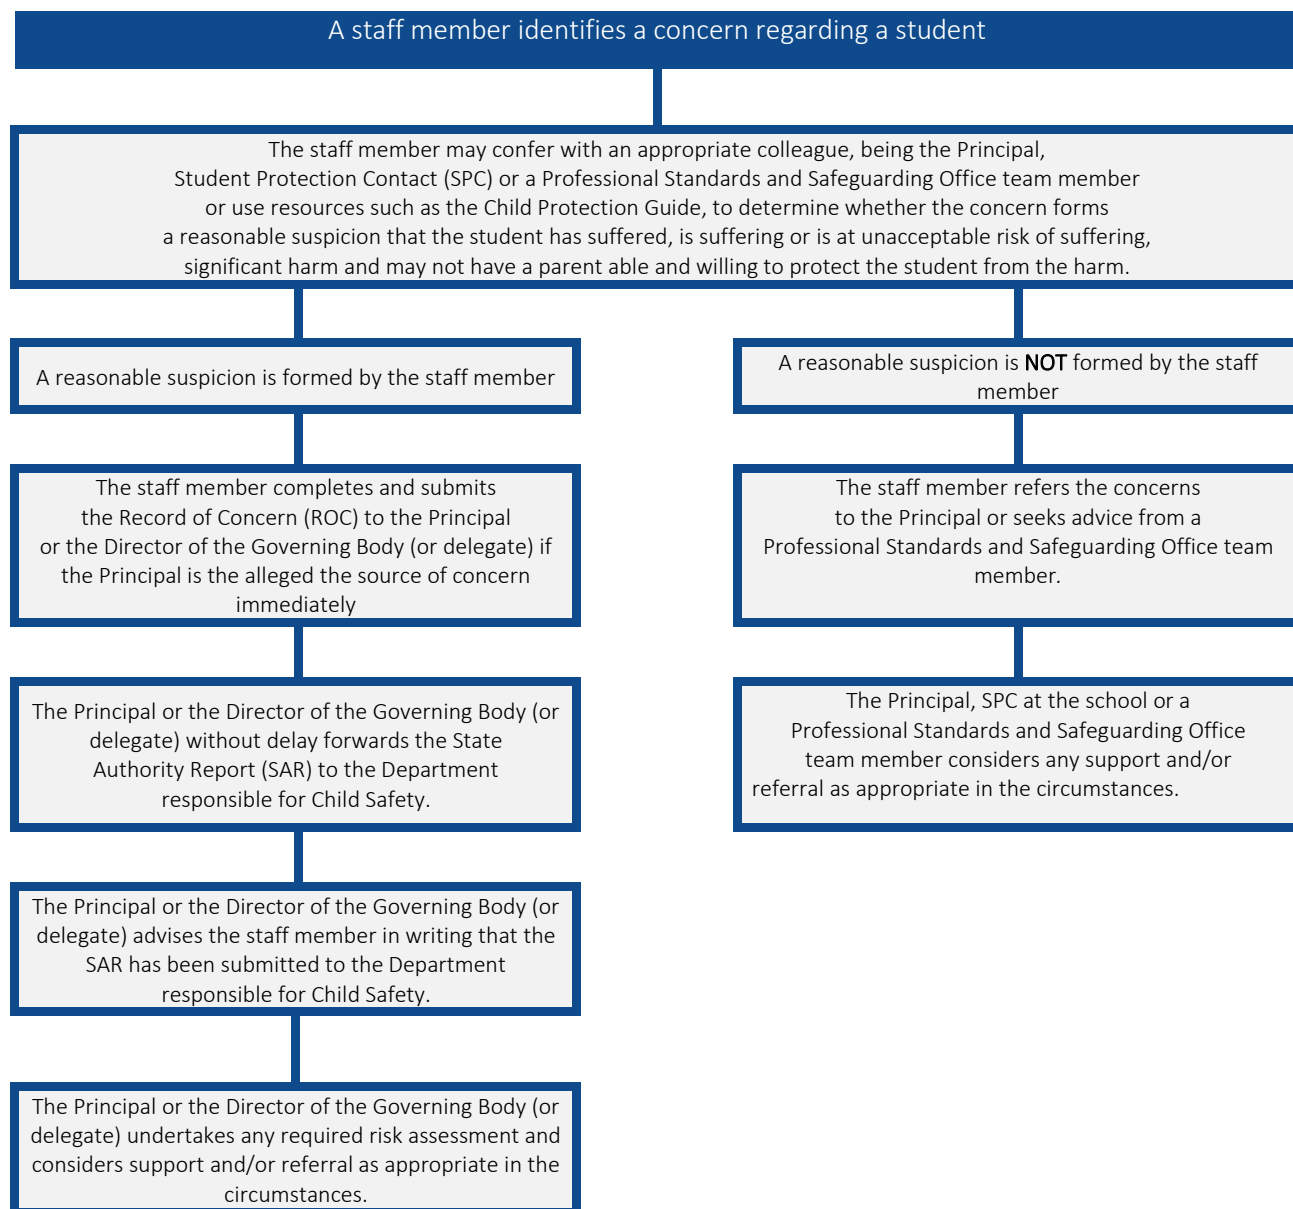 A staff member identifies a concern regarding a student
The staff member may confer with an appropriate colleague, being the Principal,
Student Protection Contact (SPC) or a Professional Standards and Safeguarding Office team member
or use resources such as the Child Protection Guide, to determine whether the concern forms
a reasonable suspicion that the student has suffered, is suffering or is at unacceptable risk of suffering,
significant harm and may not have a parent able and willing to protect the student from the harm.
A reasonable suspicion is formed by the staff member
The staff member completes and submits
the Record of Concern (ROC) to the Principal
or the Director of the Governing Body (or delegate) if
the Principal is the alleged the source of concern
immediately
The Principal or the Director of the Governing Body (or
delegate) without delay forwards the State
Authority Report (SAR) to the Department
responsible for Child Safety.
The Principal or the Director of the Governing Body (or
delegate) advises the staff member in writing that the
SAR has been submitted to the Department
responsible for Child Safety.
The Principal or the Director of the Governing Body (or
delegate) undertakes any required risk assessment and
considers support and/or referral as appropriate in the
circumstances.
A reasonable suspicion is NOT formed by the staff
member
The staff member refers the concerns
to the Principal or seeks advice from a
Professional Standards and Safeguarding Office team
member.
The Principal, SPC at the school or a
Professional Standards and Safeguarding Office
team member considers any support and/or
referral as appropriate in the circumstances.